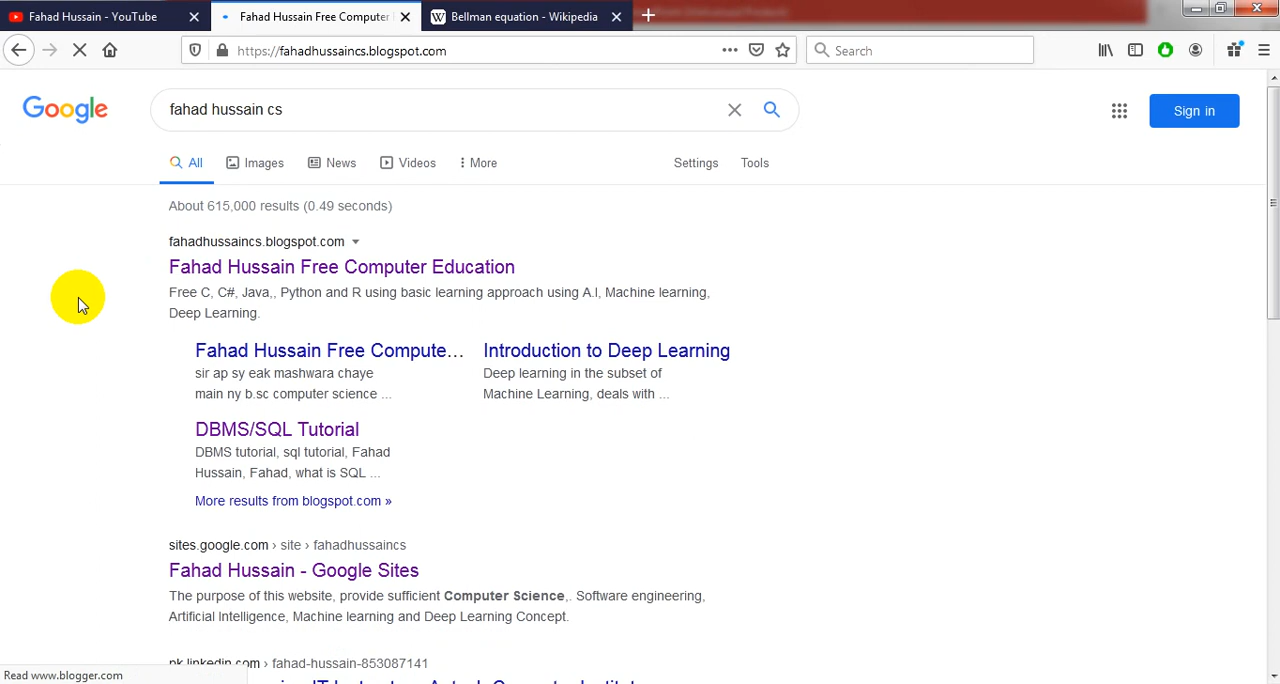 Fahad Hussain - YouTube
Fahad Hussain Free Computer
Bellman equation - Wikipedia
https://fahadhussaincs.blogspot.com
Search
Google
fahad hussain cs
Sign in
All
Images
News
Videos
More
Settings
Tools
About 615,000 results (0.49 seconds)
fahadhussaincs.blogspot.com
Fahad Hussain Free Computer Education
Free C, C#, Java,, Python and R using basic learning approach using A.I, Machine learning,
Deep Learning.
Fahad Hussain Free Compute...
sir ap sy eak mashwara chaye
main ny b.sc computer science ...
Introduction to Deep Learning
Deep learning in the subset of
Machine Learning, deals with ...
DBMS/SQL Tutorial
DBMS tutorial, sql tutorial, Fahad
Hussain, Fahad, what is SQL ...
More results from blogspot.com »
sites.google.com › site › fahadhussaincs
Fahad Hussain - Google Sites
The purpose of this website, provide sufficient Computer Science,. Software engineering,
Artificial Intelligence, Machine learning and Deep Learning Concept.
pk.linkedin.com › fahad-hussain-853087141
Read www.blogger.com